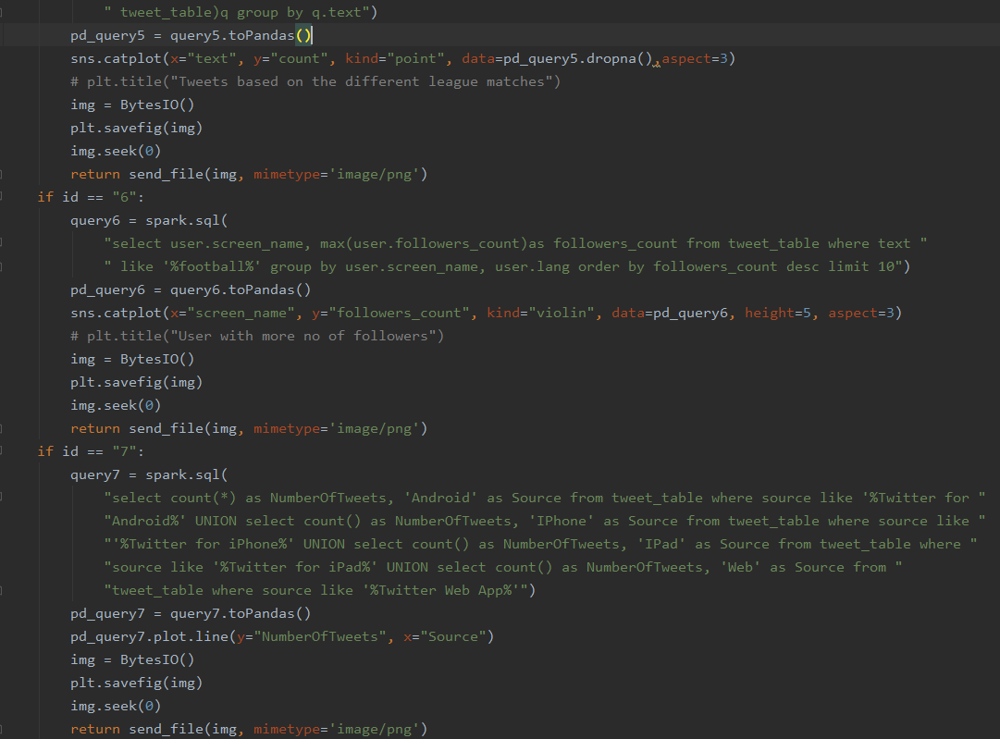 " tweet_table)q group by q.text")
pd_query5 = query5.toPandas()
sns.catplot(x="text", y="count", kind="point", data=pd_query5.dropna(),aspect=3)
# plt.title("Tweets based on the different league matches")
img = BytesIO()
plt.savefig(img)
img.seek(0)
return send_file(img, mimetype='image/png')
if id == "6":
query6 = spark.sql(
"select user.screen_name, max(user.followers_count)as followers_count from tweet_table where text "
" like '%football%' group by user.screen_name, user.lang order by followers_count desc limit 10")
pd_query6 = query6.toPandas()
sns.catplot(x="screen_name", y="followers_count", kind="violin", data=pd_query6, height=5, aspect=3)
# plt.title("User with more no of followers")
img = BytesIO()
plt.savefig(img)
img.seek(0)
return send_file(img, mimetype='image/png')
if id == "7":
query7 = spark.sql(
"select count(*) as NumberOfTweets, 'Android' as Source from tweet_table where source like '%Twitter for "
"Android%' UNION select count() as NumberOfTweets, 'IPhone' as Source from tweet_table where source like "
"'%Twitter for iPhone%' UNION select count() as NumberOfTweets, 'IPad' as Source from tweet_table where "
"source like '%Twitter for iPad%' UNION select count() as NumberOfTweets, 'Web' as Source from "
"tweet_table where source like '%Twitter Web App%'")
pd_query7 = query7.toPandas()
pd_query7.plot.line(y="NumberOfTweets", x="Source")
img = BytesIO()
plt.savefig(img)
img.seek(0)
return send_file(img, mimetype='image/png')